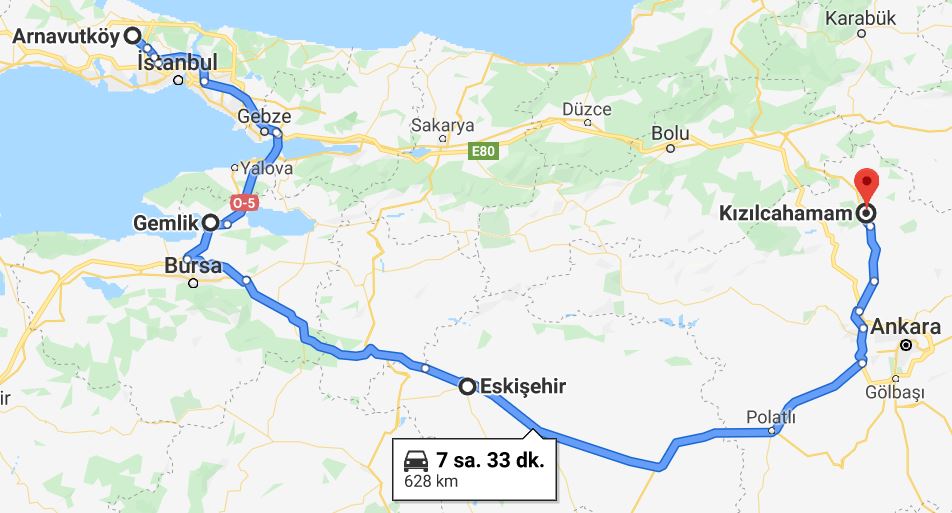 Karabük
Arnavutköy
İstanbul
Gebze
Düzce
Sakarya
Bolu
E80
Yalova
O-5
Gemlik
Kızılcahamam
Bursa
Ankara
Eskişehir
Gölbaşı
ir
Polatlı
7 sa. 33 dk.
628 km